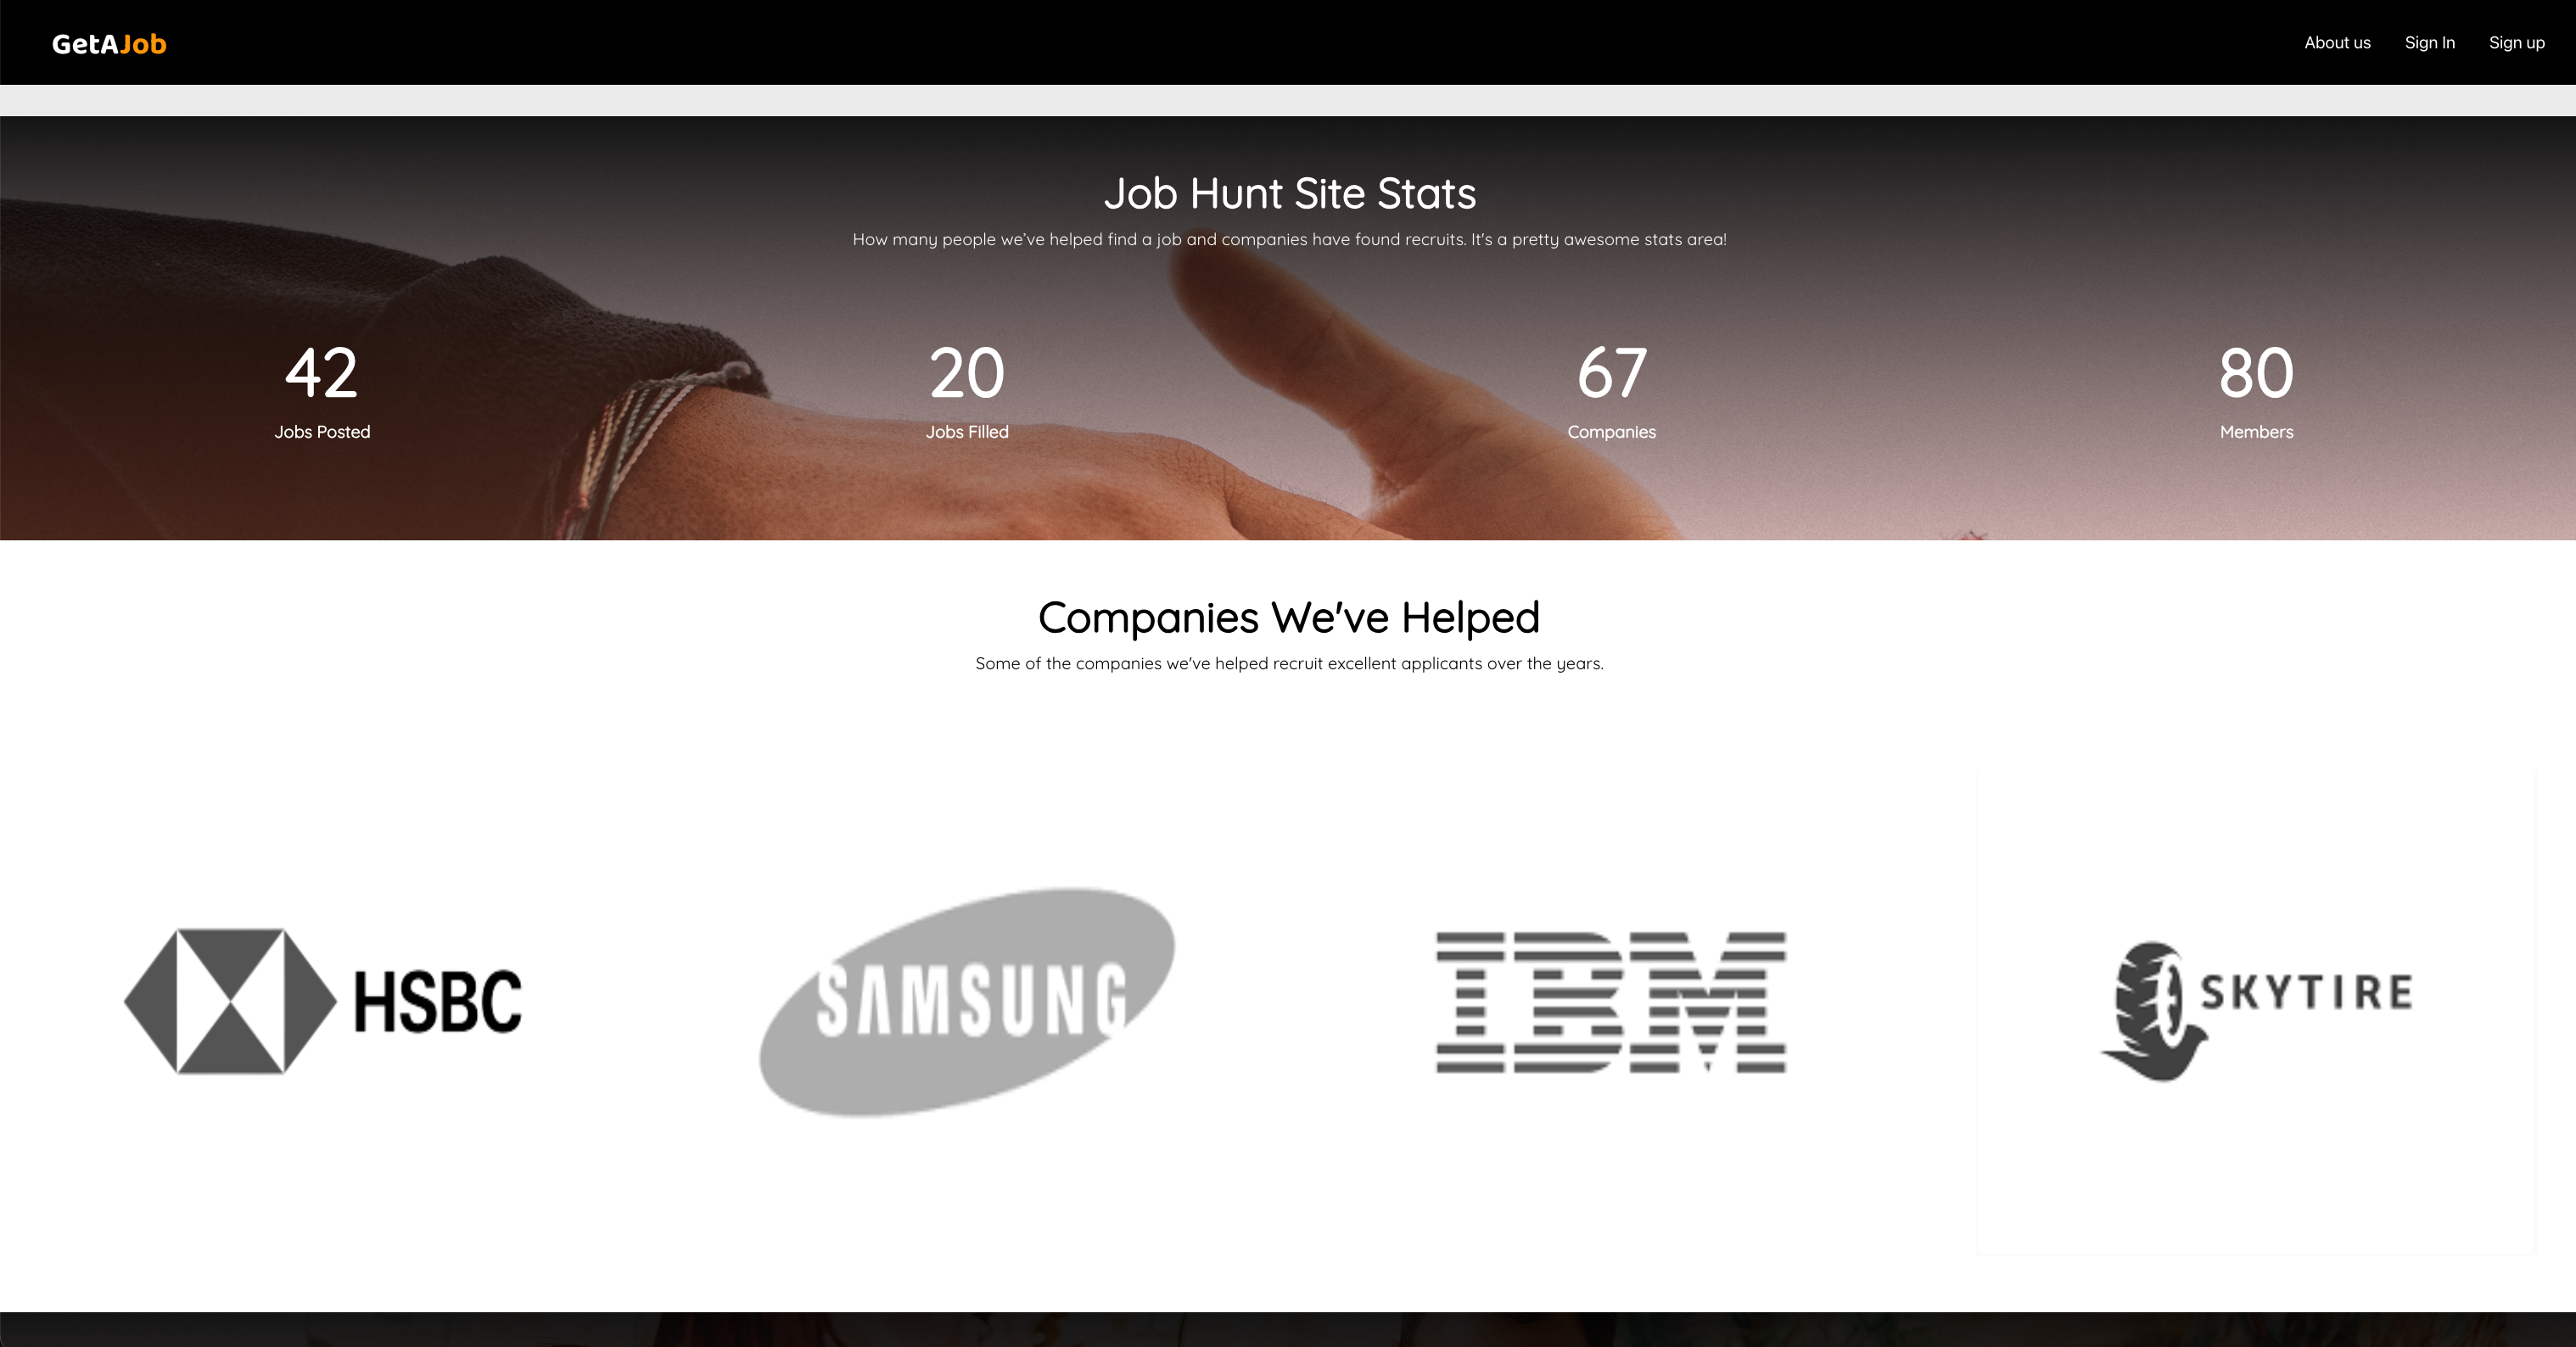 GetAJob
About us Sign In Sign up
Job Hunt Site Stats
How many people we've helped find a job and companies have found recruits. It's a pretty awesome stats area!
42 20 67 80
Jobs Posted Jobs Filled Companies Members
Companies We've Helped
Some of the companies we've helped recruit excellent applicants over the years.
HSBC SAMSUNG IBM SKYTIRE